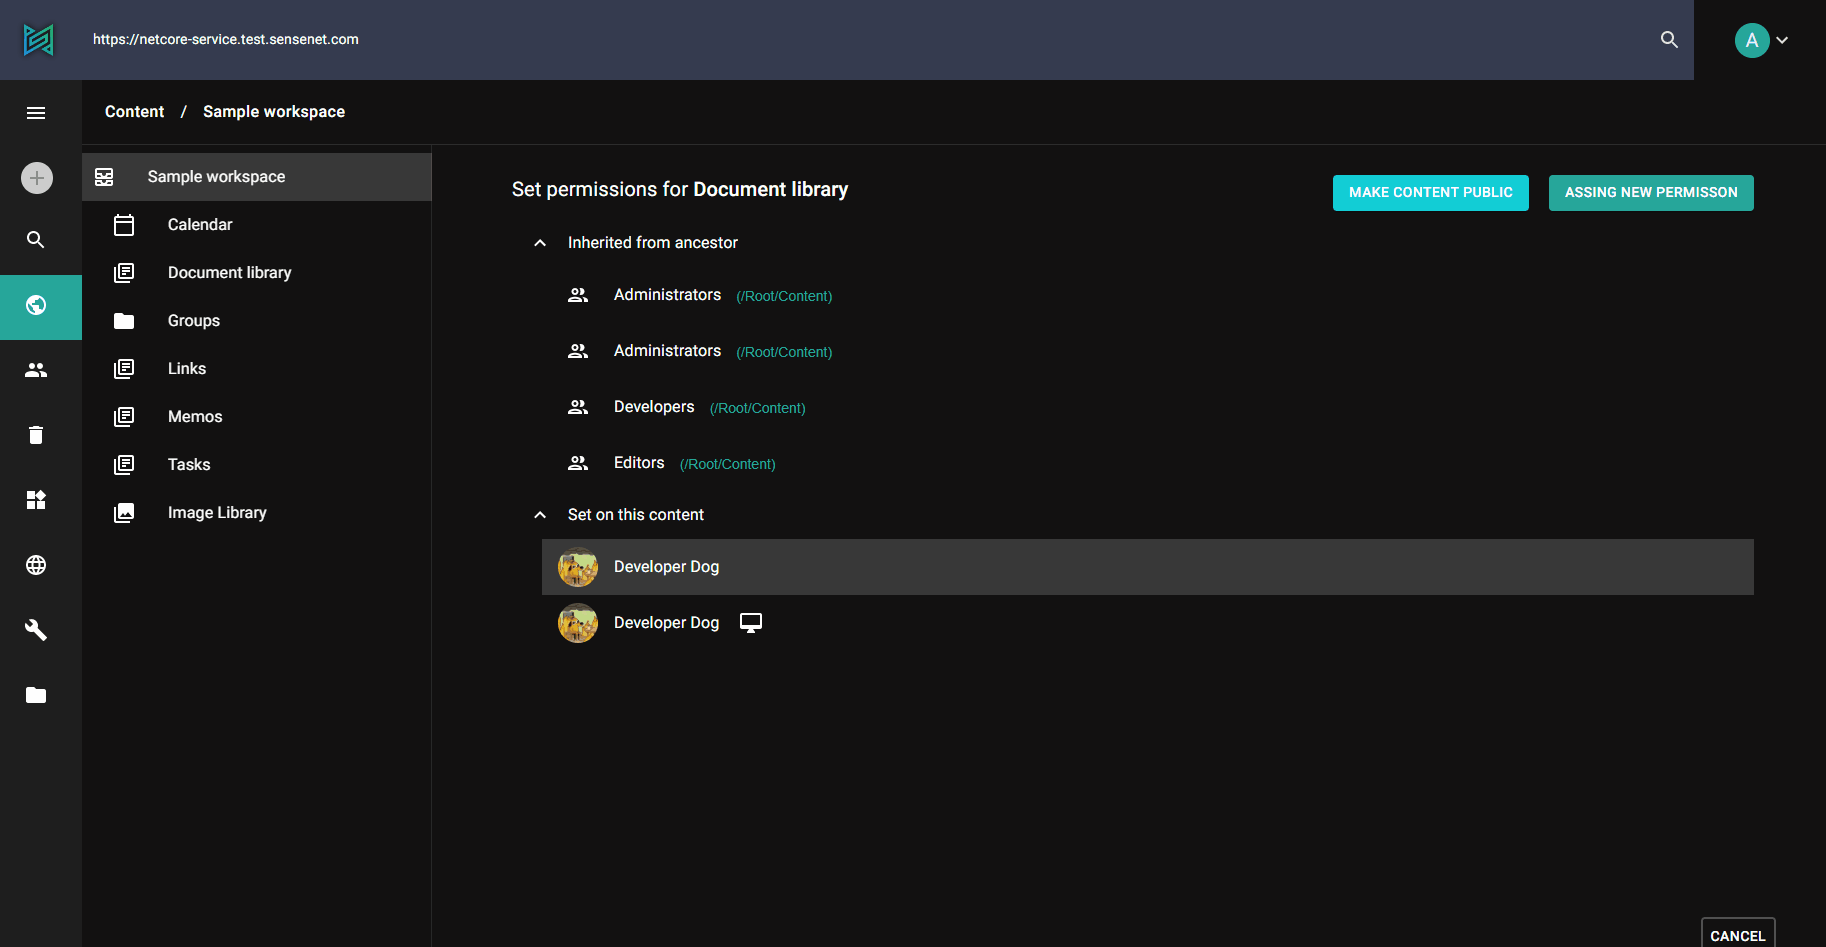 https://netcore-service.test.sensenet.com
A
Content / Sample workspace
Sample workspace
Calendar
Document library
Groups
Links
Memos
Tasks
Image Library
Set permissions for Document library
MAKE CONTENT PUBLIC
ASSING NEW PERMISSON
Inherited from ancestor
Administrators (/Root/Content)
Administrators (/Root/Content)
Developers (/Root/Content)
Editors (/Root/Content)
Set on this content
Developer Dog
Developer Dog
CANCEL